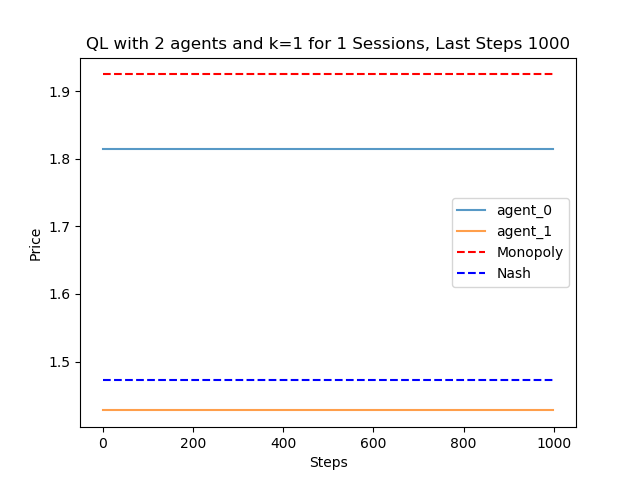 QL with 2 agents and k=1 for 1 Sessions, Last Steps 1000
1.9
1.8
1.7
1.6
1.5
Price
agent_0
agent_1
Monopoly
Nash
0 200 400 600 800 1000
Steps